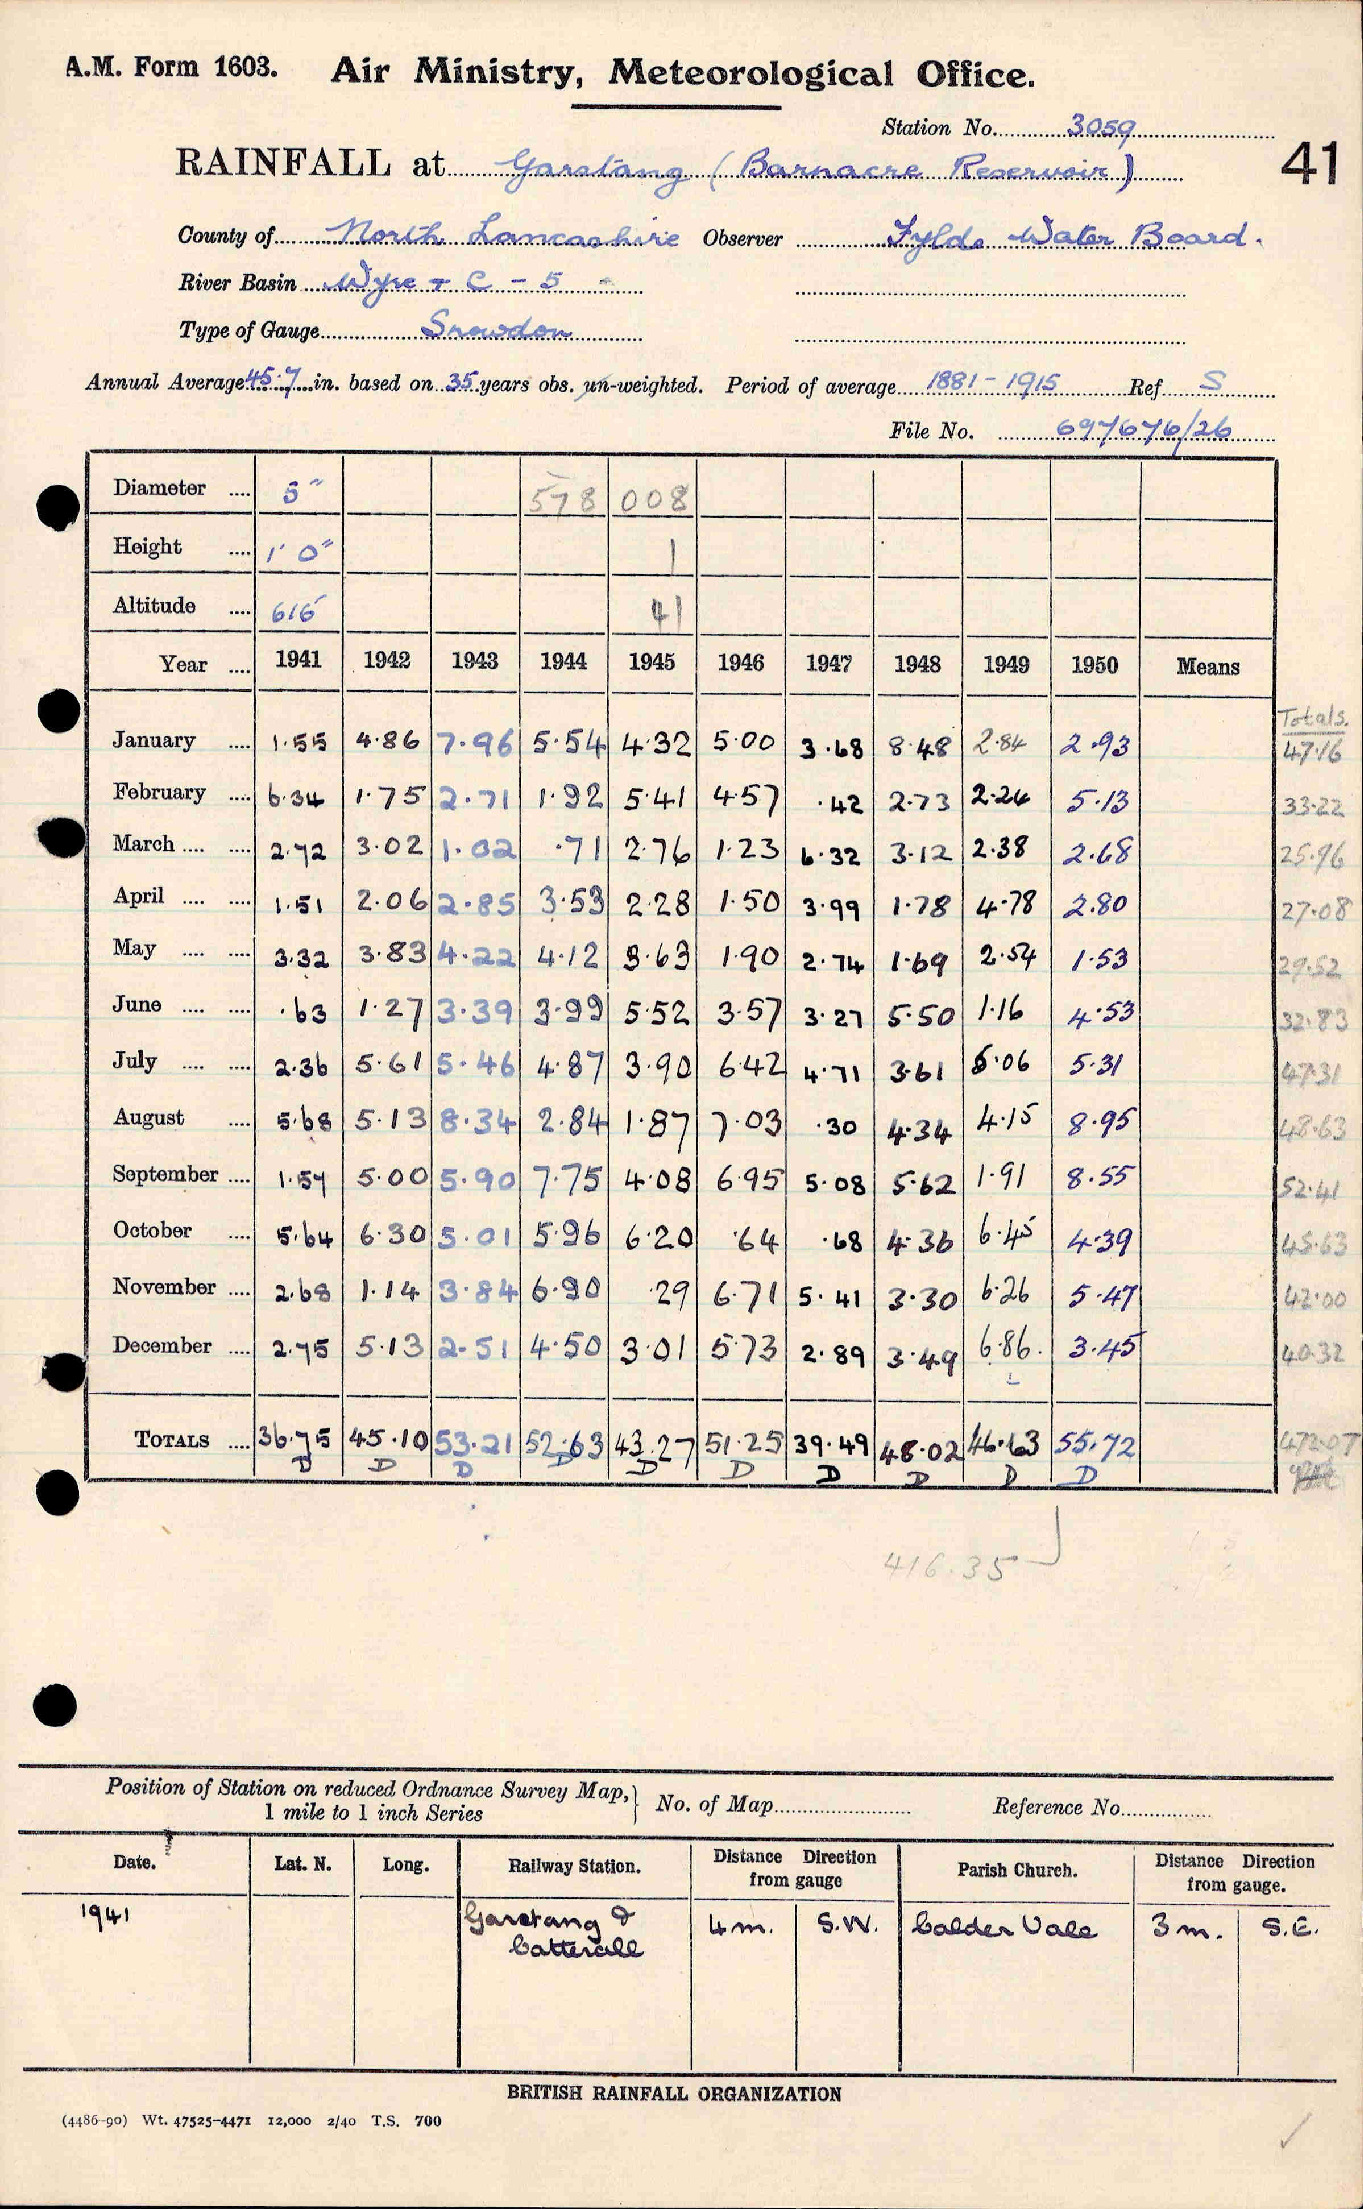 A.M. Form 1603. Air Ministry, Meteorological Office.
Station No. 3059
41
RAINFALL at Garstang (Barnacre Reservoir)
County of North Lancashire Observer Fylde Water Board.
River Basin Wyre + C - 5
Type of Gauge Snowdon
Annual Average 45.7 in. based on 35 years obs. un-weighted. Period of average 1881-1915 Ref S
File No. 697676/26
Diameter .... 5" 578 008
Height .... 1' 0" 1
Altitude .... 616 41
Year .... 1941 1942 1943 1944 1945 1946 1947 1948 1949 1950 Means
Totals.
January .... 1.55 4.86 7.96 5.54 4.32 5.00 3.68 8.48 2.84 2.93 47.16
February .... 6.34 1.75 2.71 1.92 5.41 4.57 .42 2.73 2.24 5.13 33.22
March .... .... 2.72 3.02 1.02 .71 2.76 1.23 6.32 3.12 2.38 2.68 25.96
April .... .... 1.51 2.06 2.85 3.53 2.28 1.50 3.99 1.78 4.78 2.80 27.08
May .... .... 3.32 3.83 4.22 4.12 3.63 1.90 2.74 1.69 2.54 1.53 29.52
June .... .... .63 1.27 3.39 3.99 5.52 3.57 3.27 5.50 1.16 4.53 32.83
July .... .... 2.36 5.61 5.46 4.87 3.90 6.42 4.71 3.61 5.06 5.31 47.31
August .... 5.68 5.13 8.34 2.84 1.87 7.03 .30 4.34 4.15 8.95 48.63
September .... 1.57 5.00 5.90 7.75 4.08 6.95 5.08 5.62 1.91 8.55 52.41
October .... 5.64 6.30 5.01 5.96 6.20 .64 .68 4.36 6.45 4.39 45.63
November .... 2.68 1.14 3.84 6.90 .29 6.71 5.41 3.30 6.26 5.47 42.00
December .... 2.75 5.13 2.51 4.50 3.01 5.73 2.89 3.49 6.86 3.45 40.32
TOTALS .... 36.75 45.10 53.21 52.63 43.27 51.25 39.49 48.02 46.63 55.72 472.07
D D D D D D D D D D
416.35
Position of Station on reduced Ordnance Survey Map,
1 mile to 1 inch Series
No. of Map Reference No.
Date. Lat. N. Long. Railway Station. Distance Direction from gauge Parish Church. Distance Direction from gauge.
1941 Garstang & Catterall 4 m. S.W. Calder Vale 3 m. S.E.
BRITISH RAINFALL ORGANIZATION
(4486-90) Wt. 47525-4471 12,000 2/40 T.S. 700